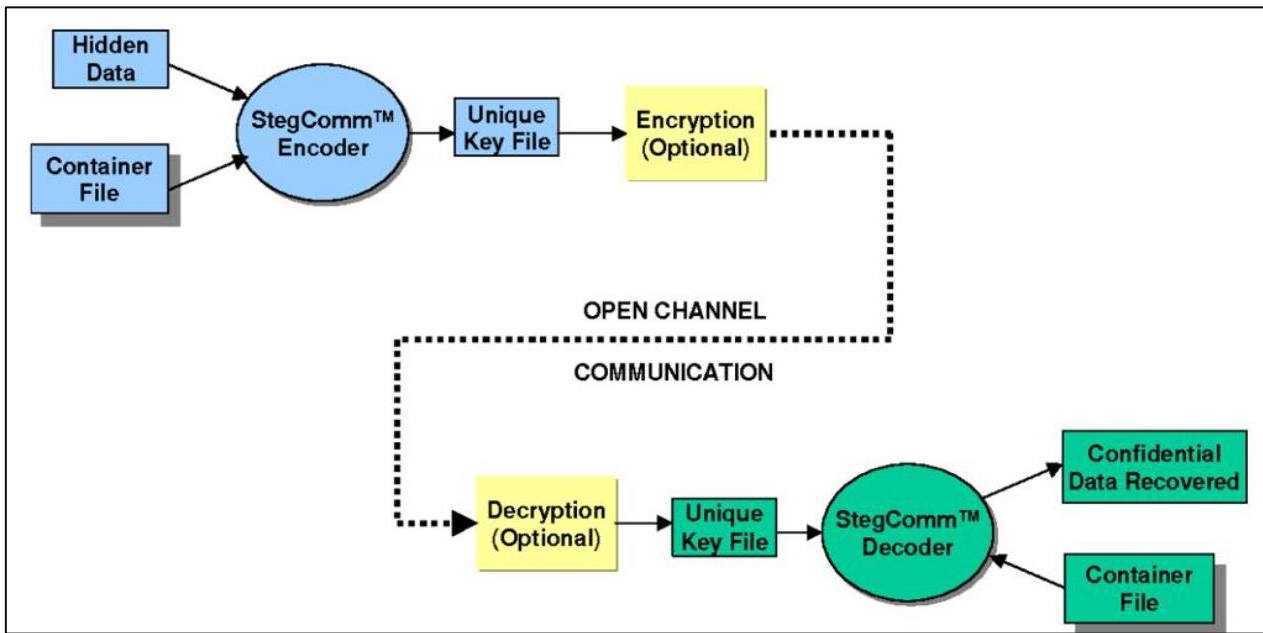 Hidden
Data
Container
File
StegComm™
Encoder
Unique
Key File
Encryption
(Optional)
OPEN CHANNEL
COMMUNICATION
Decryption
(Optional)
Unique
Key File
StegComm™
Decoder
Confidential
Data Recovered
Container
File